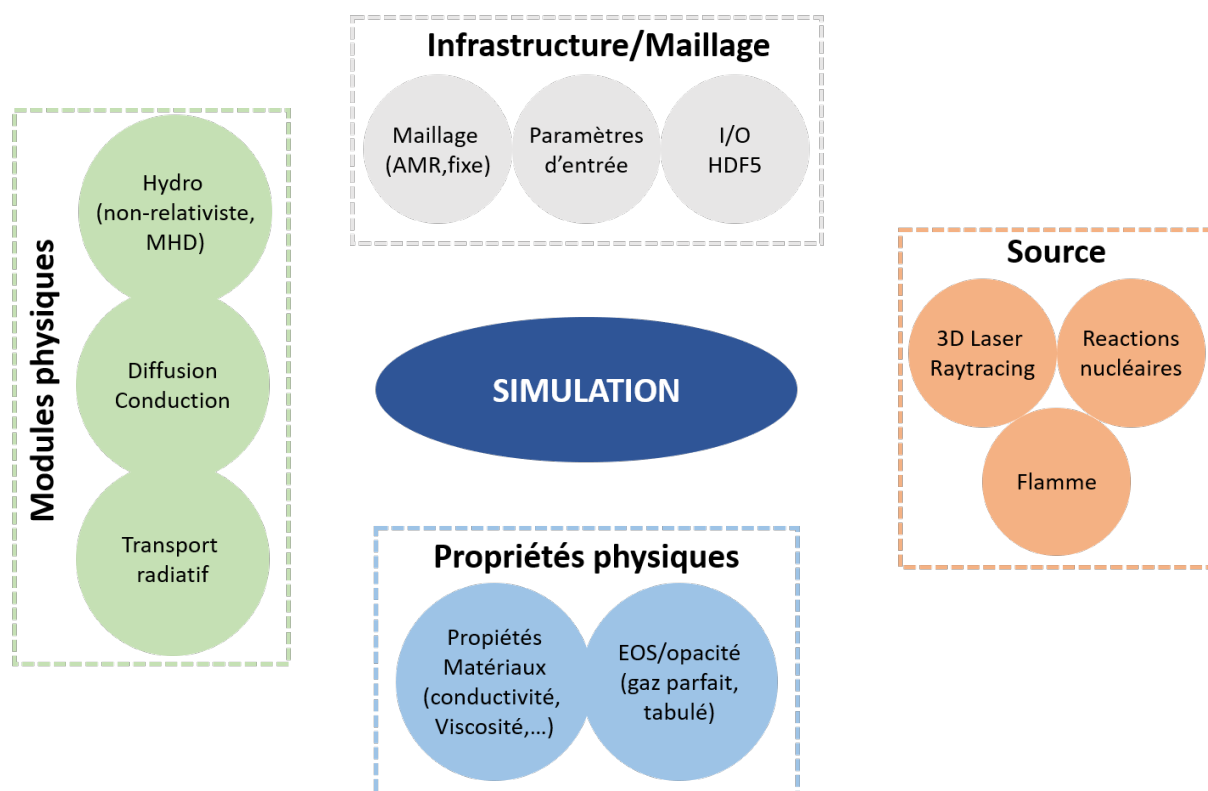 Infrastructure/Maillage
Maillage
(AMR,fixe)
Paramètres
d’entrée
I/O
HDF5
Modules physiques
Hydro
(non-relativiste,
MHD)
Diffusion
Conduction
Transport
radiatif
SIMULATION
Source
3D Laser
Raytracing
Reactions
nucléaires
Flamme
Propriétés physiques
Propiétés
Matériaux
(conductivité,
Viscosité,...)
EOS/opacité
(gaz parfait,
tabulé)